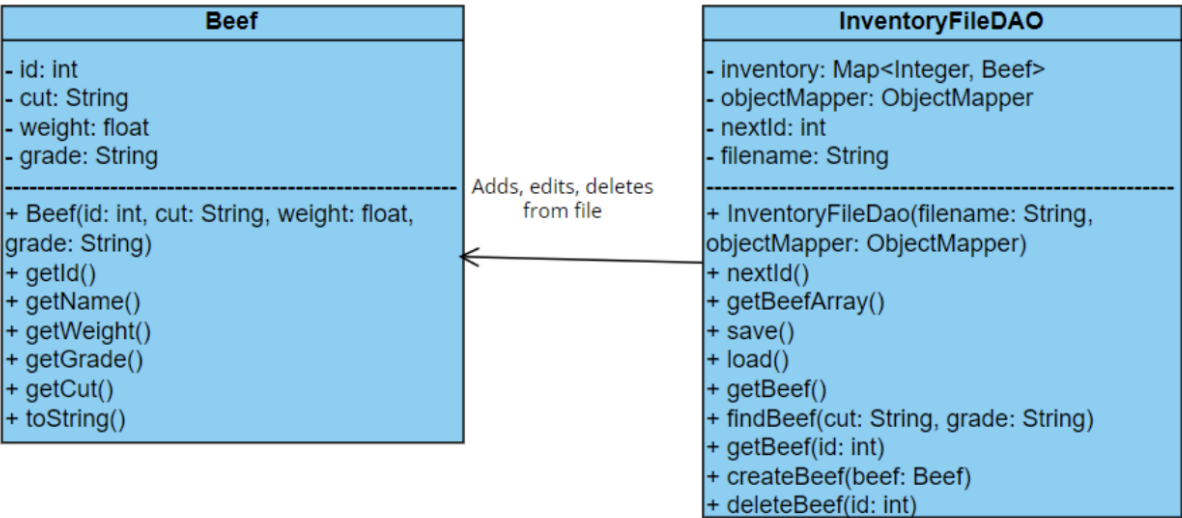 Beef
- id: int
- cut: String
- weight: float
- grade: String
+ Beef(id: int, cut: String, weight: float,
grade: String)
+ getId()
+ getName()
+ getWeight()
+ getGrade()
+ getCut()
+ toString()
Adds, edits, deletes
from file
InventoryFileDAO
- inventory: Map<Integer, Beef>
- objectMapper: ObjectMapper
- nextId: int
- filename: String
+ InventoryFileDao(filename: String,
objectMapper: ObjectMapper)
+ nextId()
+ getBeefArray()
+ save()
+ load()
+ getBeef()
+ findBeef(cut: String, grade: String)
+ getBeef(id: int)
+ createBeef(beef: Beef)
+ deleteBeef(id: int)